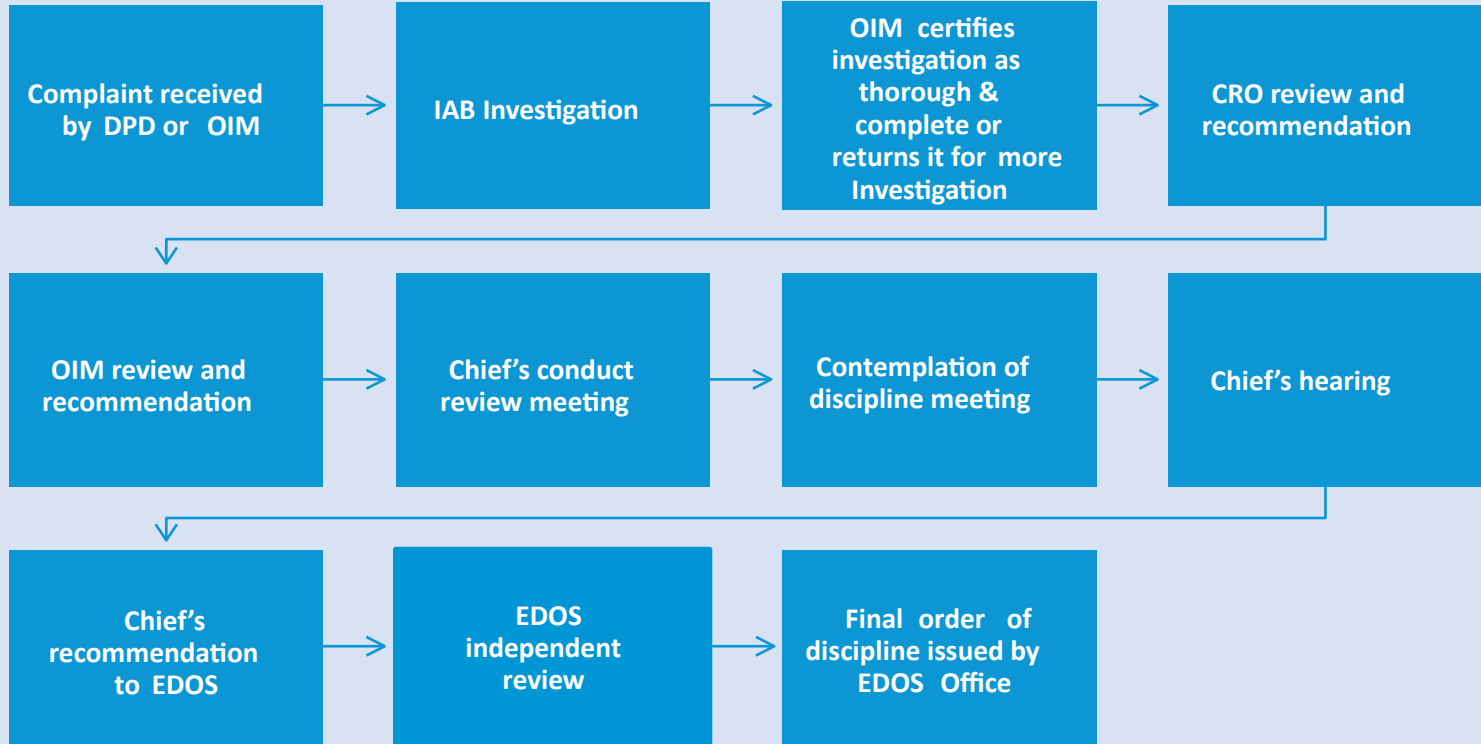 Complaint received
by DPD or OIM
IAB Investigation
OIM certifies
investigation as
thorough &
complete or
returns it for more
Investigation
CRO review and
recommendation
OIM review and
recommendation
Chief’s conduct
review meeting
Contemplation of
discipline meeting
Chief’s hearing
Chief’s
recommendation
to EDOS
EDOS
independent
review
Final order of
discipline issued by
EDOS Office